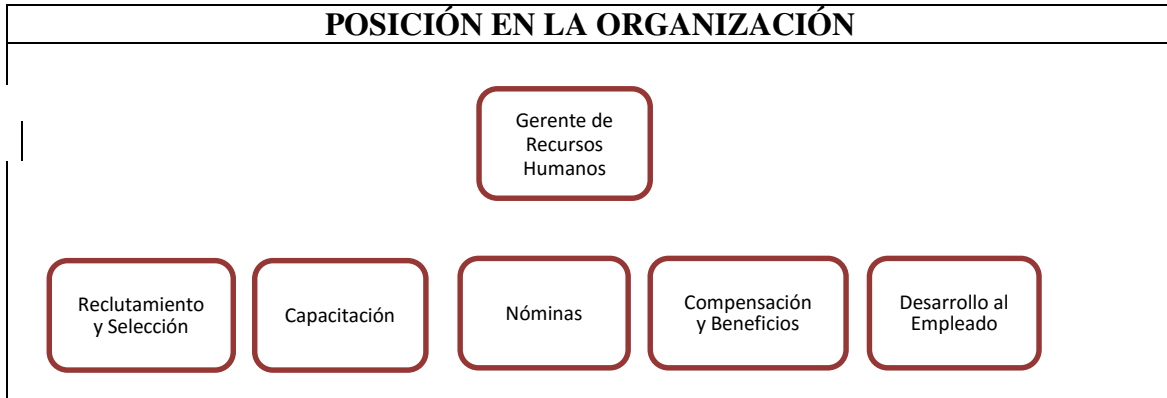 POSICIÓN EN LA ORGANIZACIÓN
Gerente de
Recursos
Humanos
Reclutamiento
y Selección
Capacitación
Nóminas
Compensación
y Beneficios
Desarrollo al
Empleado